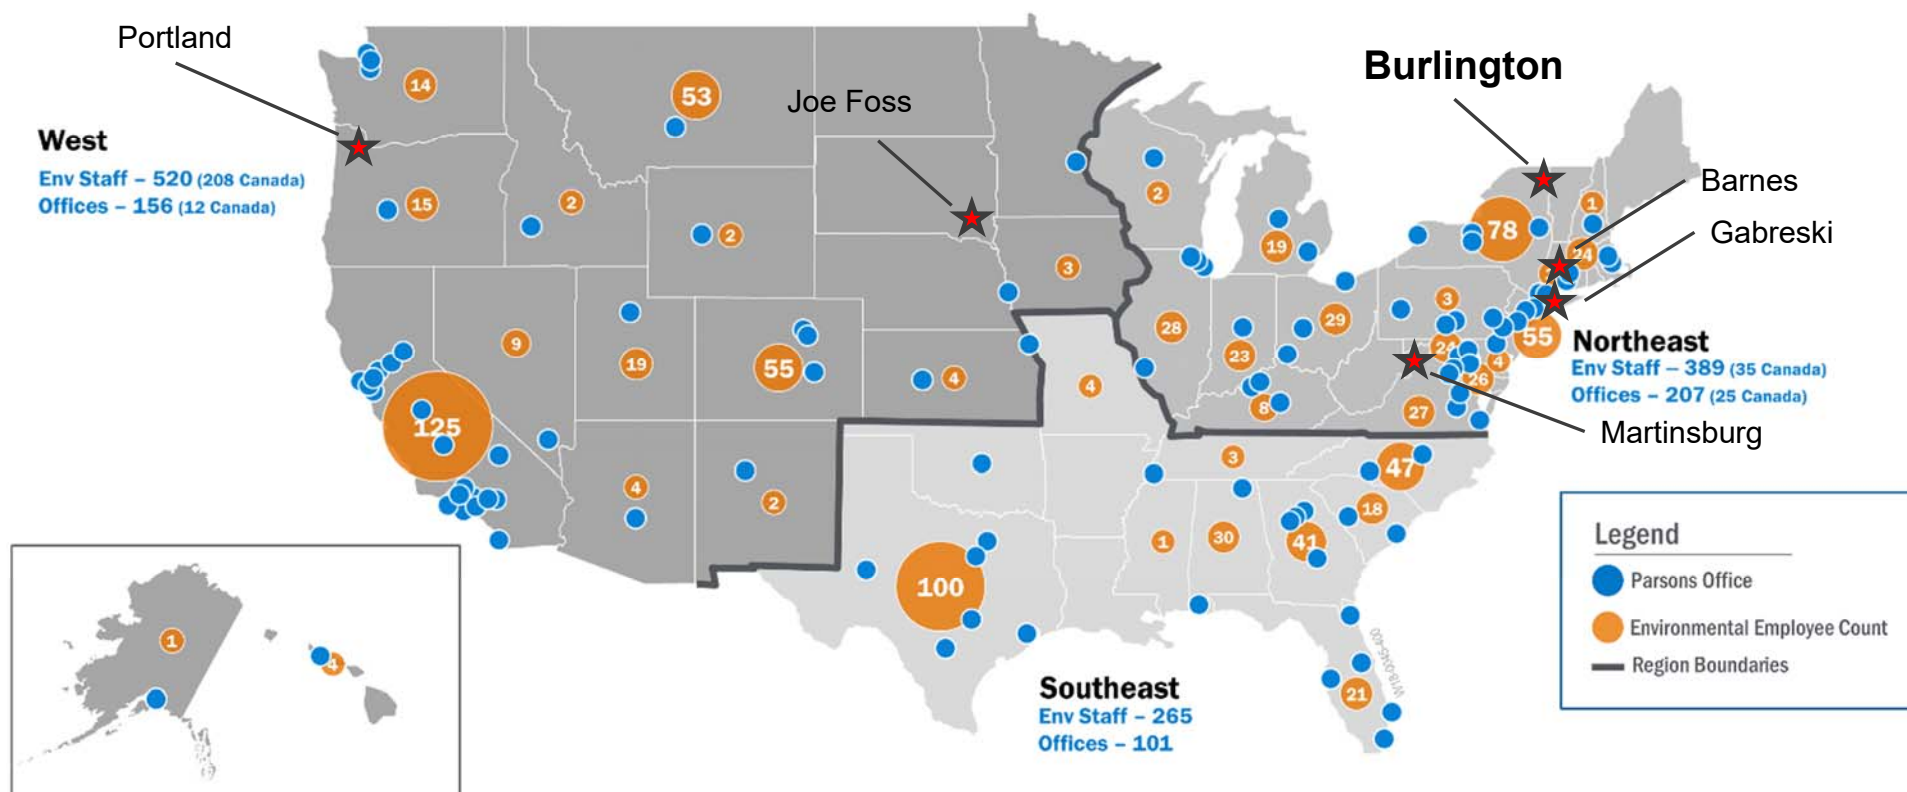 Portland
Joe Foss
Burlington
Barnes
Gabreski
Martinsburg
West
Env Staff – 520 (208 Canada)
Offices – 156 (12 Canada)
Northeast
Env Staff – 389 (35 Canada)
Offices – 207 (25 Canada)
Southeast
Env Staff – 265
Offices – 101
14
53
15
2
2
3
2
19
78
1
24
9
19
55
4
4
28
23
29
3
24
4
55
26
8
27
125
4
2
100
3
47
18
1
30
41
21
1
4
Legend
Parsons Office
Environmental Employee Count
Region Boundaries